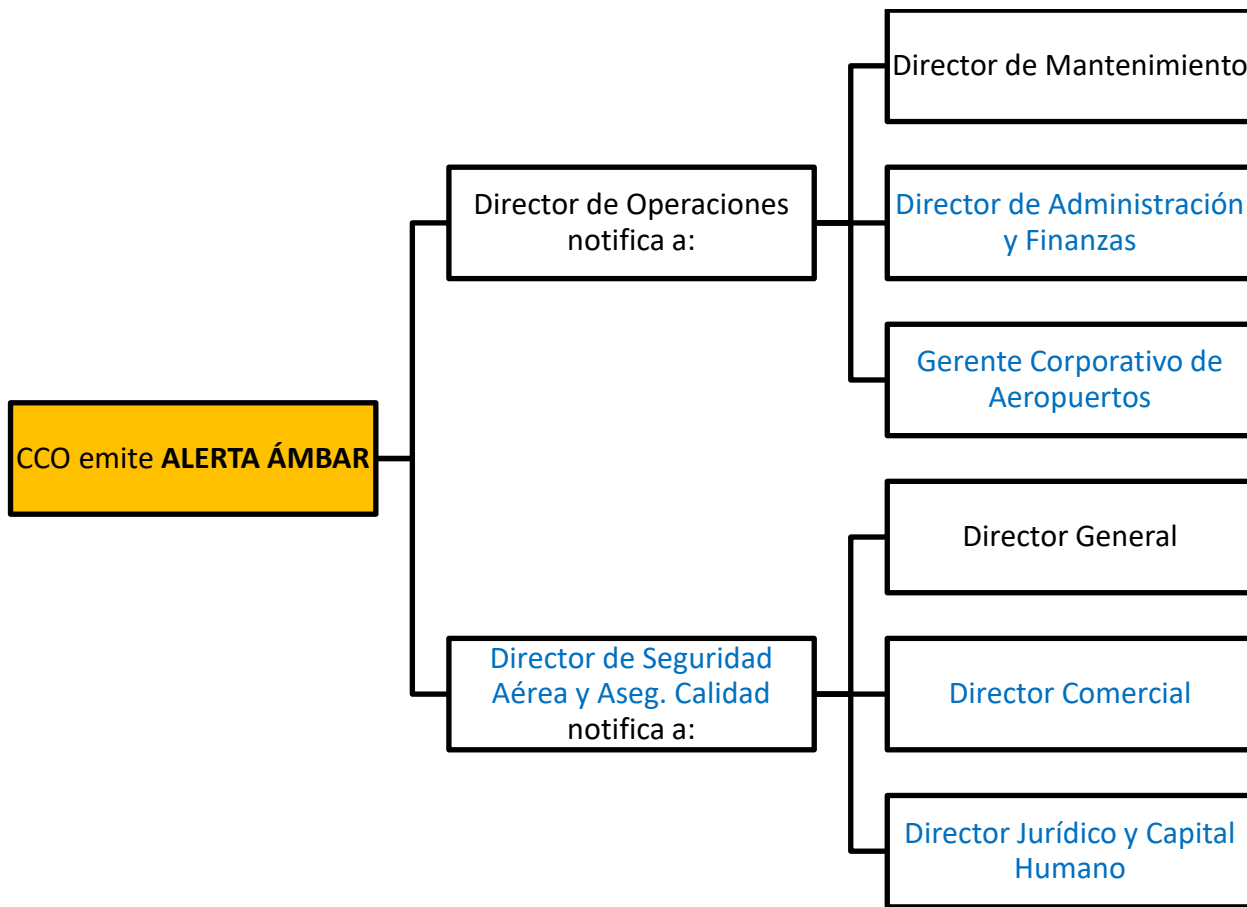 CCO emite ALERTA ÁMBAR
Director de Operaciones
notifica a:
Director de Mantenimiento
Director de Administración
y Finanzas
Gerente Corporativo de
Aeropuertos
Director de Seguridad
Aérea y Aseg. Calidad
notifica a:
Director General
Director Comercial
Director Jurídico y Capital
Humano